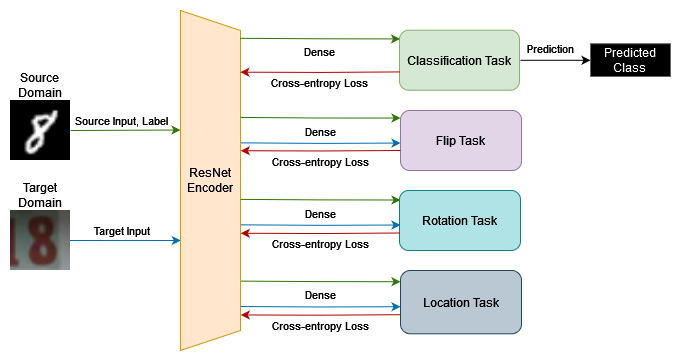 Source
Domain
8
Source Input, Label
Target
Domain
18
Target Input
ResNet
Encoder
Dense
Cross-entropy Loss
Classification Task
Prediction
Predicted
Class
Dense
Cross-entropy Loss
Flip Task
Dense
Cross-entropy Loss
Rotation Task
Dense
Cross-entropy Loss
Location Task